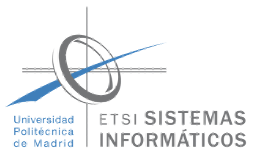 Universidad
Politécnica
de Madrid
ETSI SISTEMAS
INFORMÁTICOS